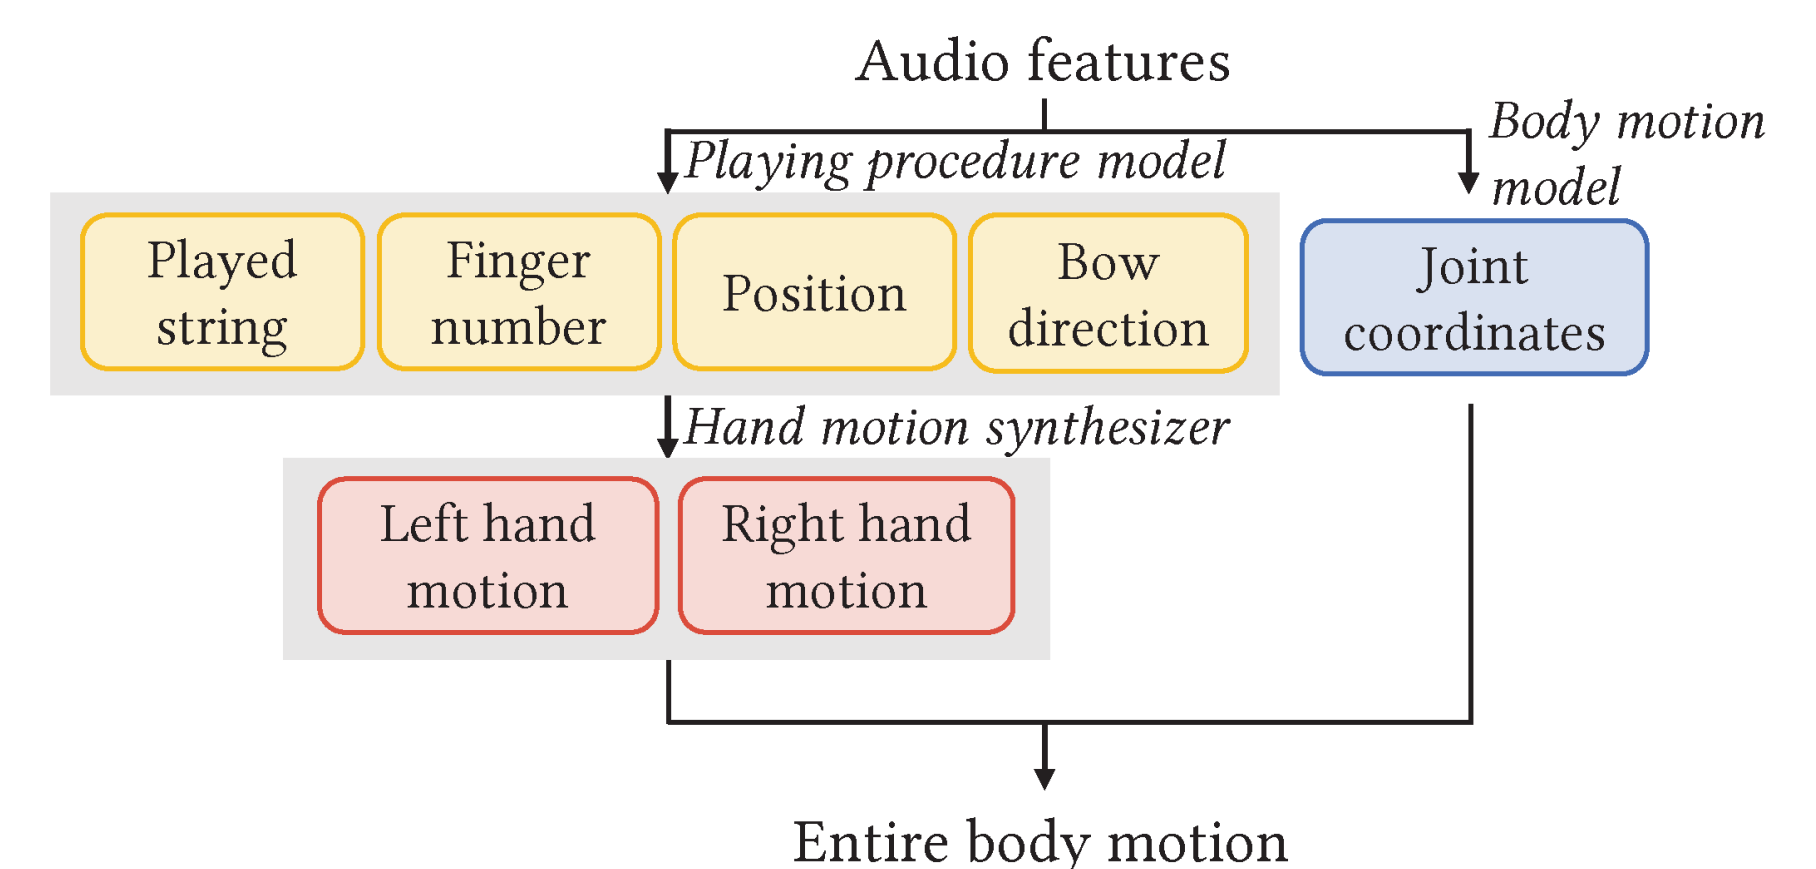 Audio features
Body motion
model
Playing procedure model
Played
string
Finger
number
Position
Bow
direction
Joint
coordinates
Hand motion synthesizer
Left hand
motion
Right hand
motion
Entire body motion